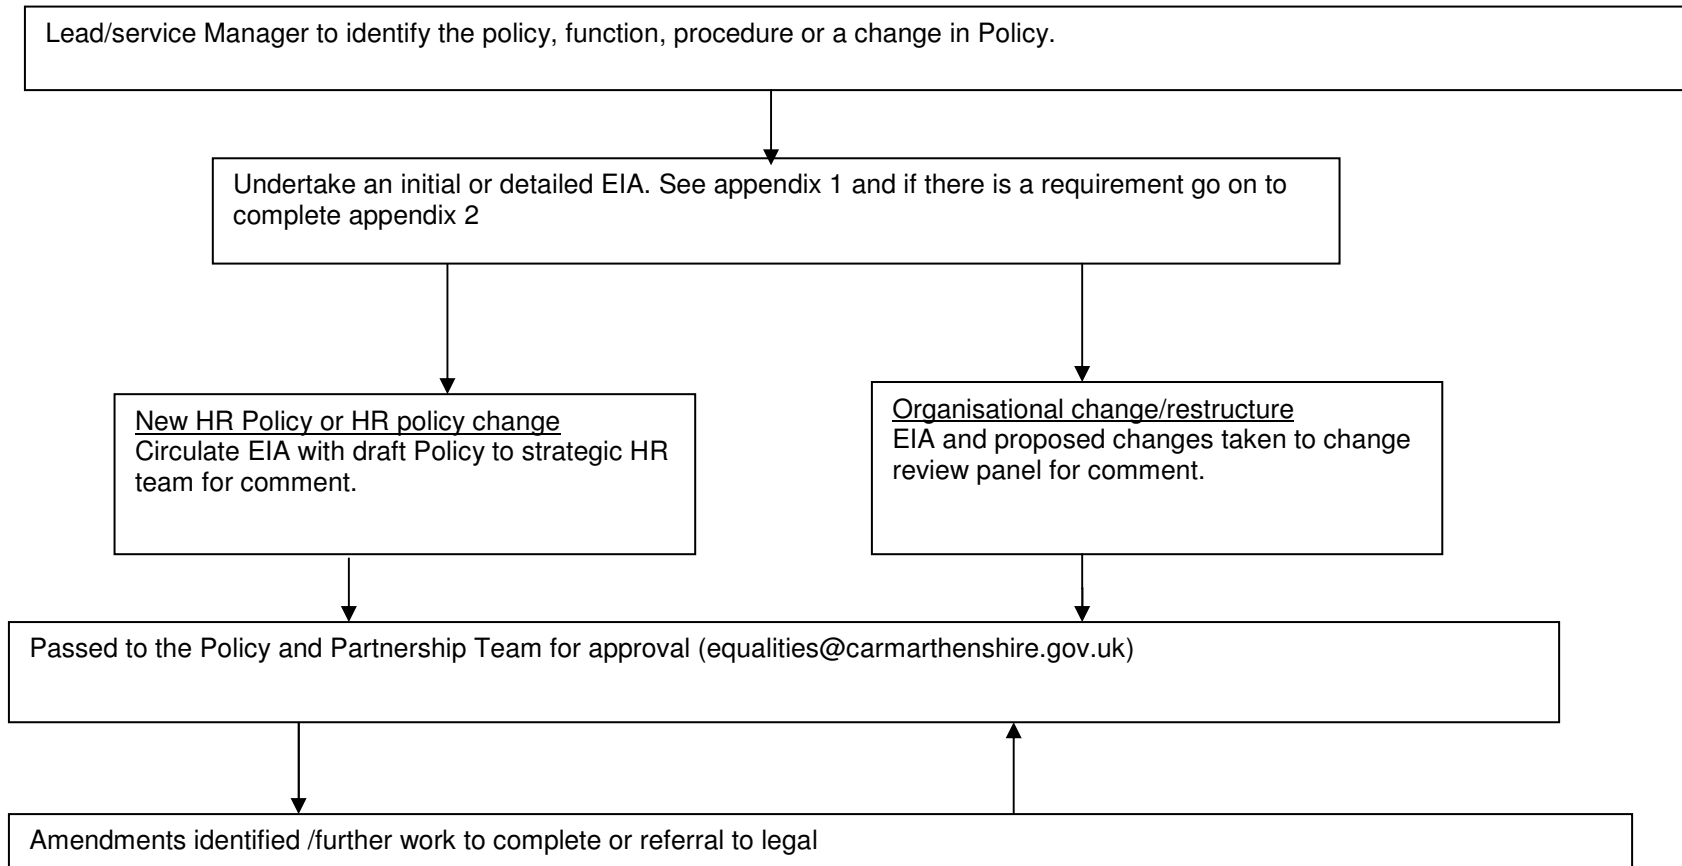 Lead/service Manager to identify the policy, function, procedure or a change in Policy.
Undertake an initial or detailed EIA. See appendix 1 and if there is a requirement go on to
complete appendix 2
New HR Policy or HR policy change
Circulate EIA with draft Policy to strategic HR
team for comment.
Organisational change/restructure
EIA and proposed changes taken to change
review panel for comment.
Passed to the Policy and Partnership Team for approval (equalities@carmarthenshire.gov.uk)
Amendments identified /further work to complete or referral to legal